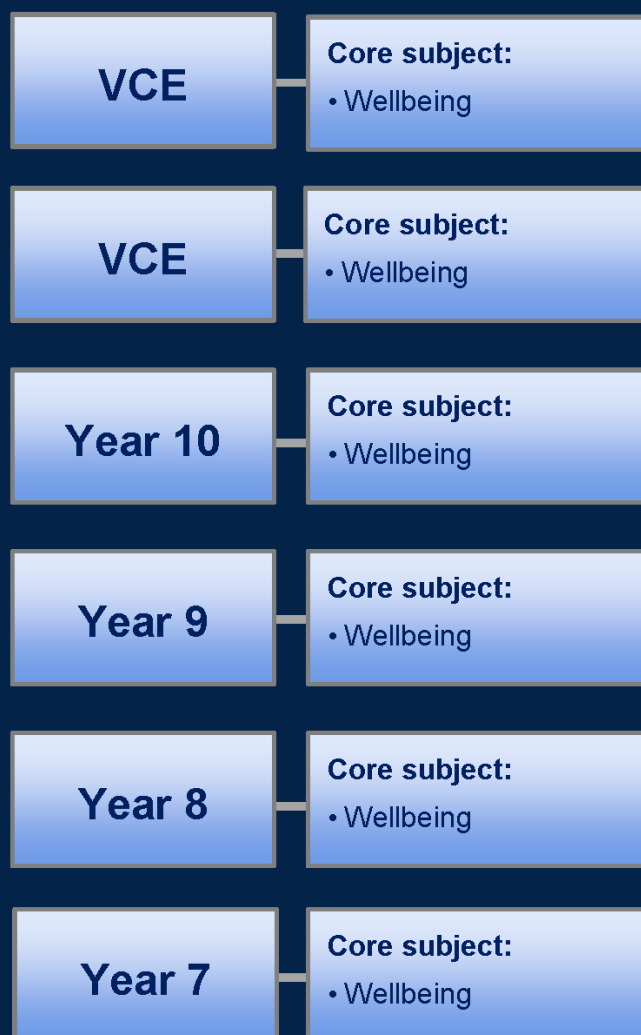 VCE
Core subject:
• Wellbeing
VCE
Core subject:
• Wellbeing
Year 10
Core subject:
• Wellbeing
Year 9
Core subject:
• Wellbeing
Year 8
Core subject:
• Wellbeing
Year 7
Core subject:
• Wellbeing